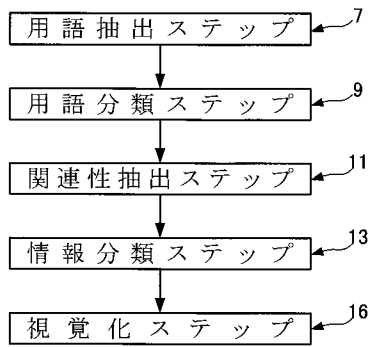 用語抽出ステップ 7
用語分類ステップ 9
関連性抽出ステップ 11
情報分類ステップ 13
視覚化ステップ 16